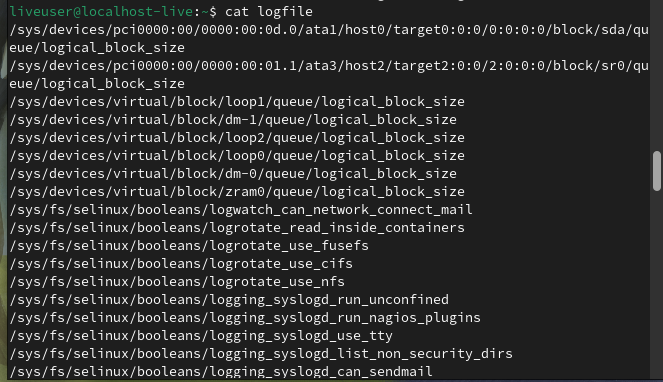 liveuser@localhost-live:~$ cat logfile
/sys/devices/pci0000:00/0000:00:0d.0/ata1/host0/target0:0:0/0:0:0:0/block/sda/qu
eue/logical_block_size
/sys/devices/pci0000:00/0000:00:01.1/ata3/host2/target2:0:0/2:0:0:0/block/sr0/qu
eue/logical_block_size
/sys/devices/virtual/block/loop1/queue/logical_block_size
/sys/devices/virtual/block/dm-1/queue/logical_block_size
/sys/devices/virtual/block/loop2/queue/logical_block_size
/sys/devices/virtual/block/loop0/queue/logical_block_size
/sys/devices/virtual/block/dm-0/queue/logical_block_size
/sys/devices/virtual/block/zram0/queue/logical_block_size
/sys/fs/selinux/booleans/logwatch_can_network_connect_mail
/sys/fs/selinux/booleans/logrotate_read_inside_containers
/sys/fs/selinux/booleans/logrotate_use_fusefs
/sys/fs/selinux/booleans/logrotate_use_cifs
/sys/fs/selinux/booleans/logrotate_use_nfs
/sys/fs/selinux/booleans/logging_syslogd_run_unconfined
/sys/fs/selinux/booleans/logging_syslogd_run_nagios_plugins
/sys/fs/selinux/booleans/logging_syslogd_use_tty
/sys/fs/selinux/booleans/logging_syslogd_list_non_security_dirs
/sys/fs/selinux/booleans/logging_syslogd_can_sendmail